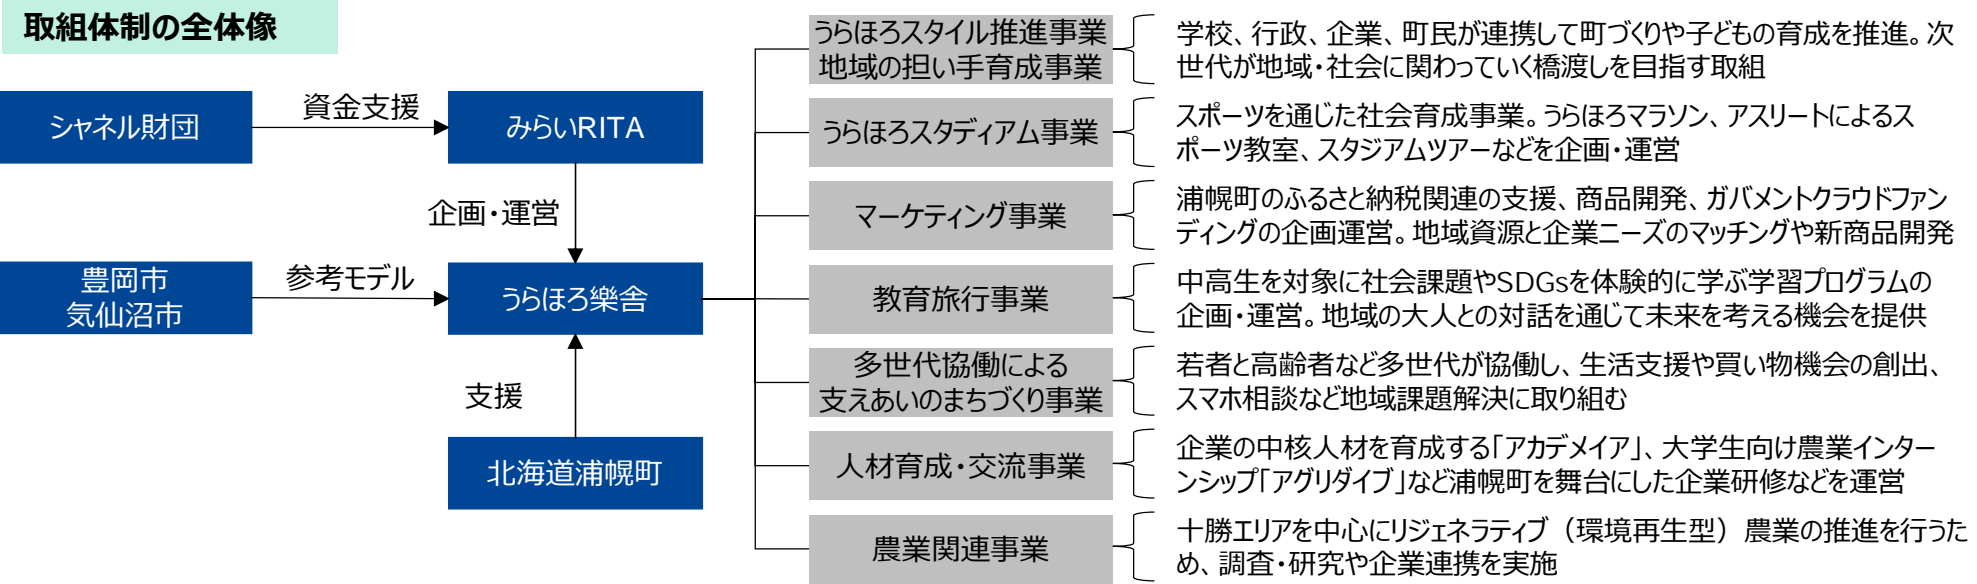 取組体制の全体像
シャネル財団
資金支援
みらいRITA
企画・運営
豊岡市
気仙沼市
参考モデル
うらほろ樂舎
支援
北海道浦幌町
うらほろスタイル推進事業
地域の担い手育成事業
学校、行政、企業、町民が連携して町づくりや子どもの育成を推進。次
世代が地域・社会に関わっていく橋渡しを目指す取組
うらほろスタディアム事業
スポーツを通じた社会育成事業。うらほろマラソン、アスリートによるス
ポーツ教室、スタジアムツアーなどを企画・運営
マーケティング事業
浦幌町のふるさと納税関連の支援、商品開発、ガバメントクラウドファン
ディングの企画運営。地域資源と企業ニーズのマッチングや新商品開発
教育旅行事業
中高生を対象に社会課題やSDGsを体験的に学ぶ学習プログラムの
企画・運営。地域の大人との対話を通じて未来を考える機会を提供
多世代協働による
支えあいのまちづくり事業
若者と高齢者など多世代が協働し、生活支援や買い物機会の創出、
スマホ相談など地域課題解決に取り組む
人材育成・交流事業
企業の中核人材を育成する「アカデメイア」、大学生向け農業インター
ンシップ「アグリダイブ」など浦幌町を舞台にした企業研修などを運営
農業関連事業
十勝エリアを中心にリジェネラティブ（環境再生型）農業の推進を行うた
め、調査・研究や企業連携を実施